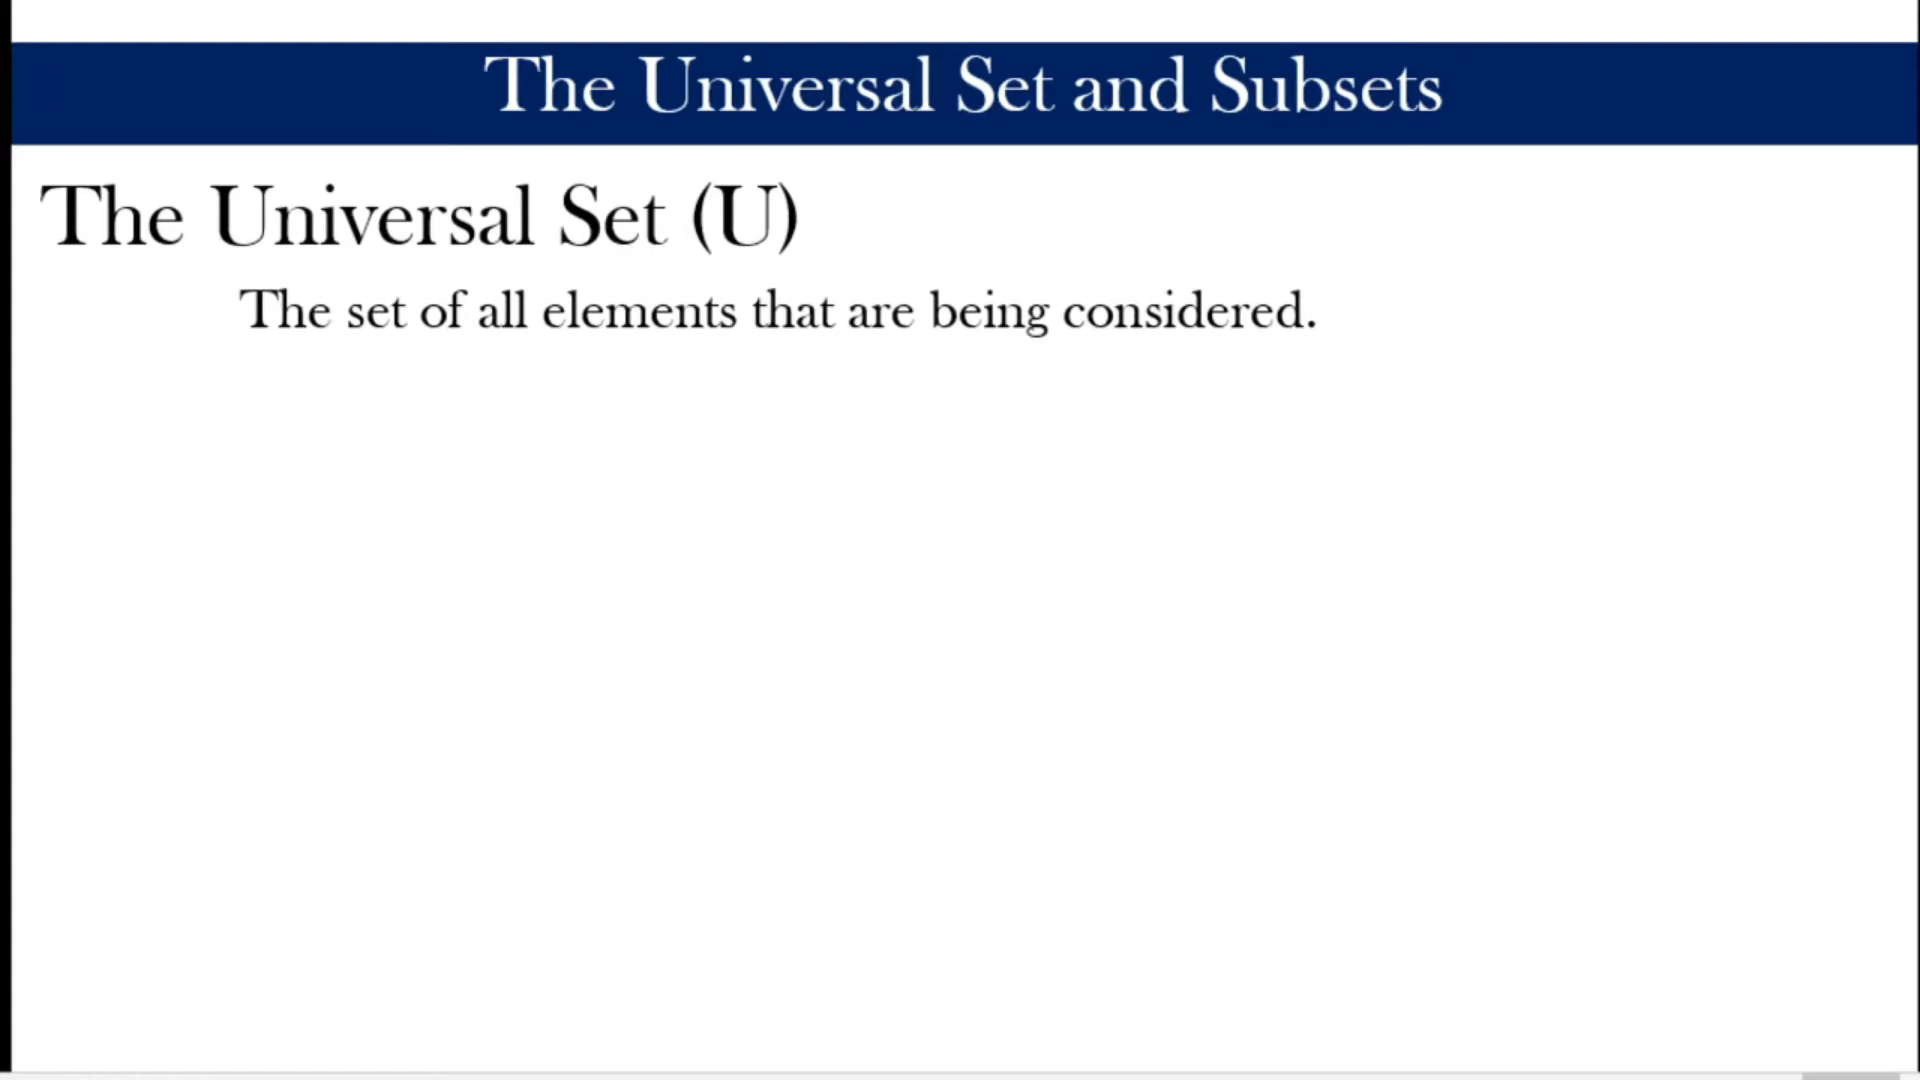 The Universal Set and Subsets
The Universal Set (U)
The set of all elements that are being considered.